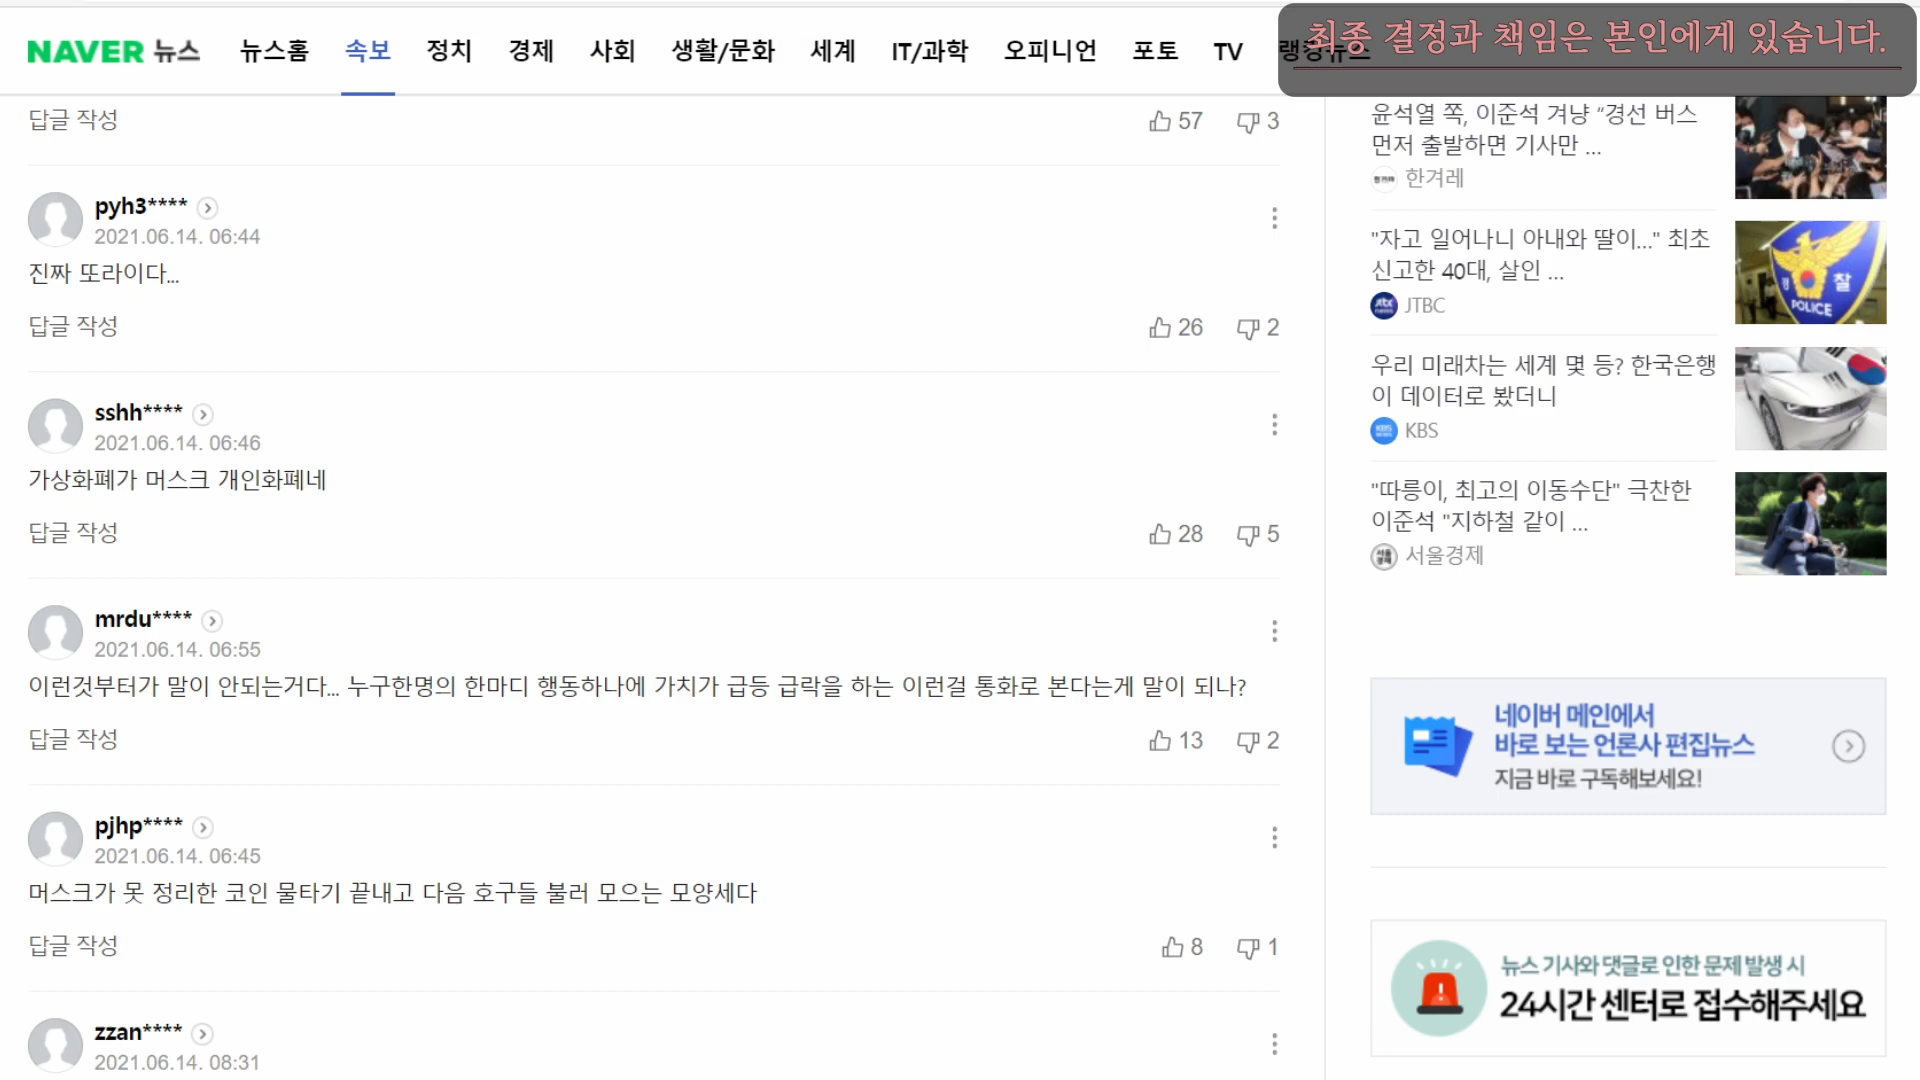 NAVER 뉴스 뉴스홈 속보 정치 경제 사회 생활/문화 세계 IT/과학 오피니언 포토 TV 랭킹뉴스
최종 결정과 책임은 본인에게 있습니다.
답글 작성 57 3
pyh3****
2021.06.14. 06:44
진짜 또라이다...
답글 작성 26 2
sshh****
2021.06.14. 06:46
가상화폐가 머스크 개인화폐네
답글 작성 28 5
mrdu****
2021.06.14. 06:55
이런것부터가 말이 안되는거다... 누구한명의 한마디 행동하나에 가치가 급등 급락을 하는 이런걸 통화로 본다는게 말이 되나?
답글 작성 13 2
pjhp****
2021.06.14. 06:45
머스크가 못 정리한 코인 물타기 끝내고 다음 호구들 불러 모으는 모양세다
답글 작성 8 1
zzan****
2021.06.14. 08:31
윤석열 쪽, 이준석 겨냥 “경선 버스
먼저 출발하면 기사만 ...
한겨레
"자고 일어나니 아내와 딸이..." 최초
신고한 40대, 살인 ...
JTBC
경 찰
POLICE
우리 미래차는 세계 몇 등? 한국은행
이 데이터로 봤더니
KBS
"따릉이, 최고의 이동수단" 극찬한
이준석 "지하철 같이 ...
서울경제
네이버 메인에서
바로 보는 언론사 편집뉴스
지금 바로 구독해보세요!
뉴스 기사와 댓글로 인한 문제 발생 시
24시간 센터로 접수해주세요